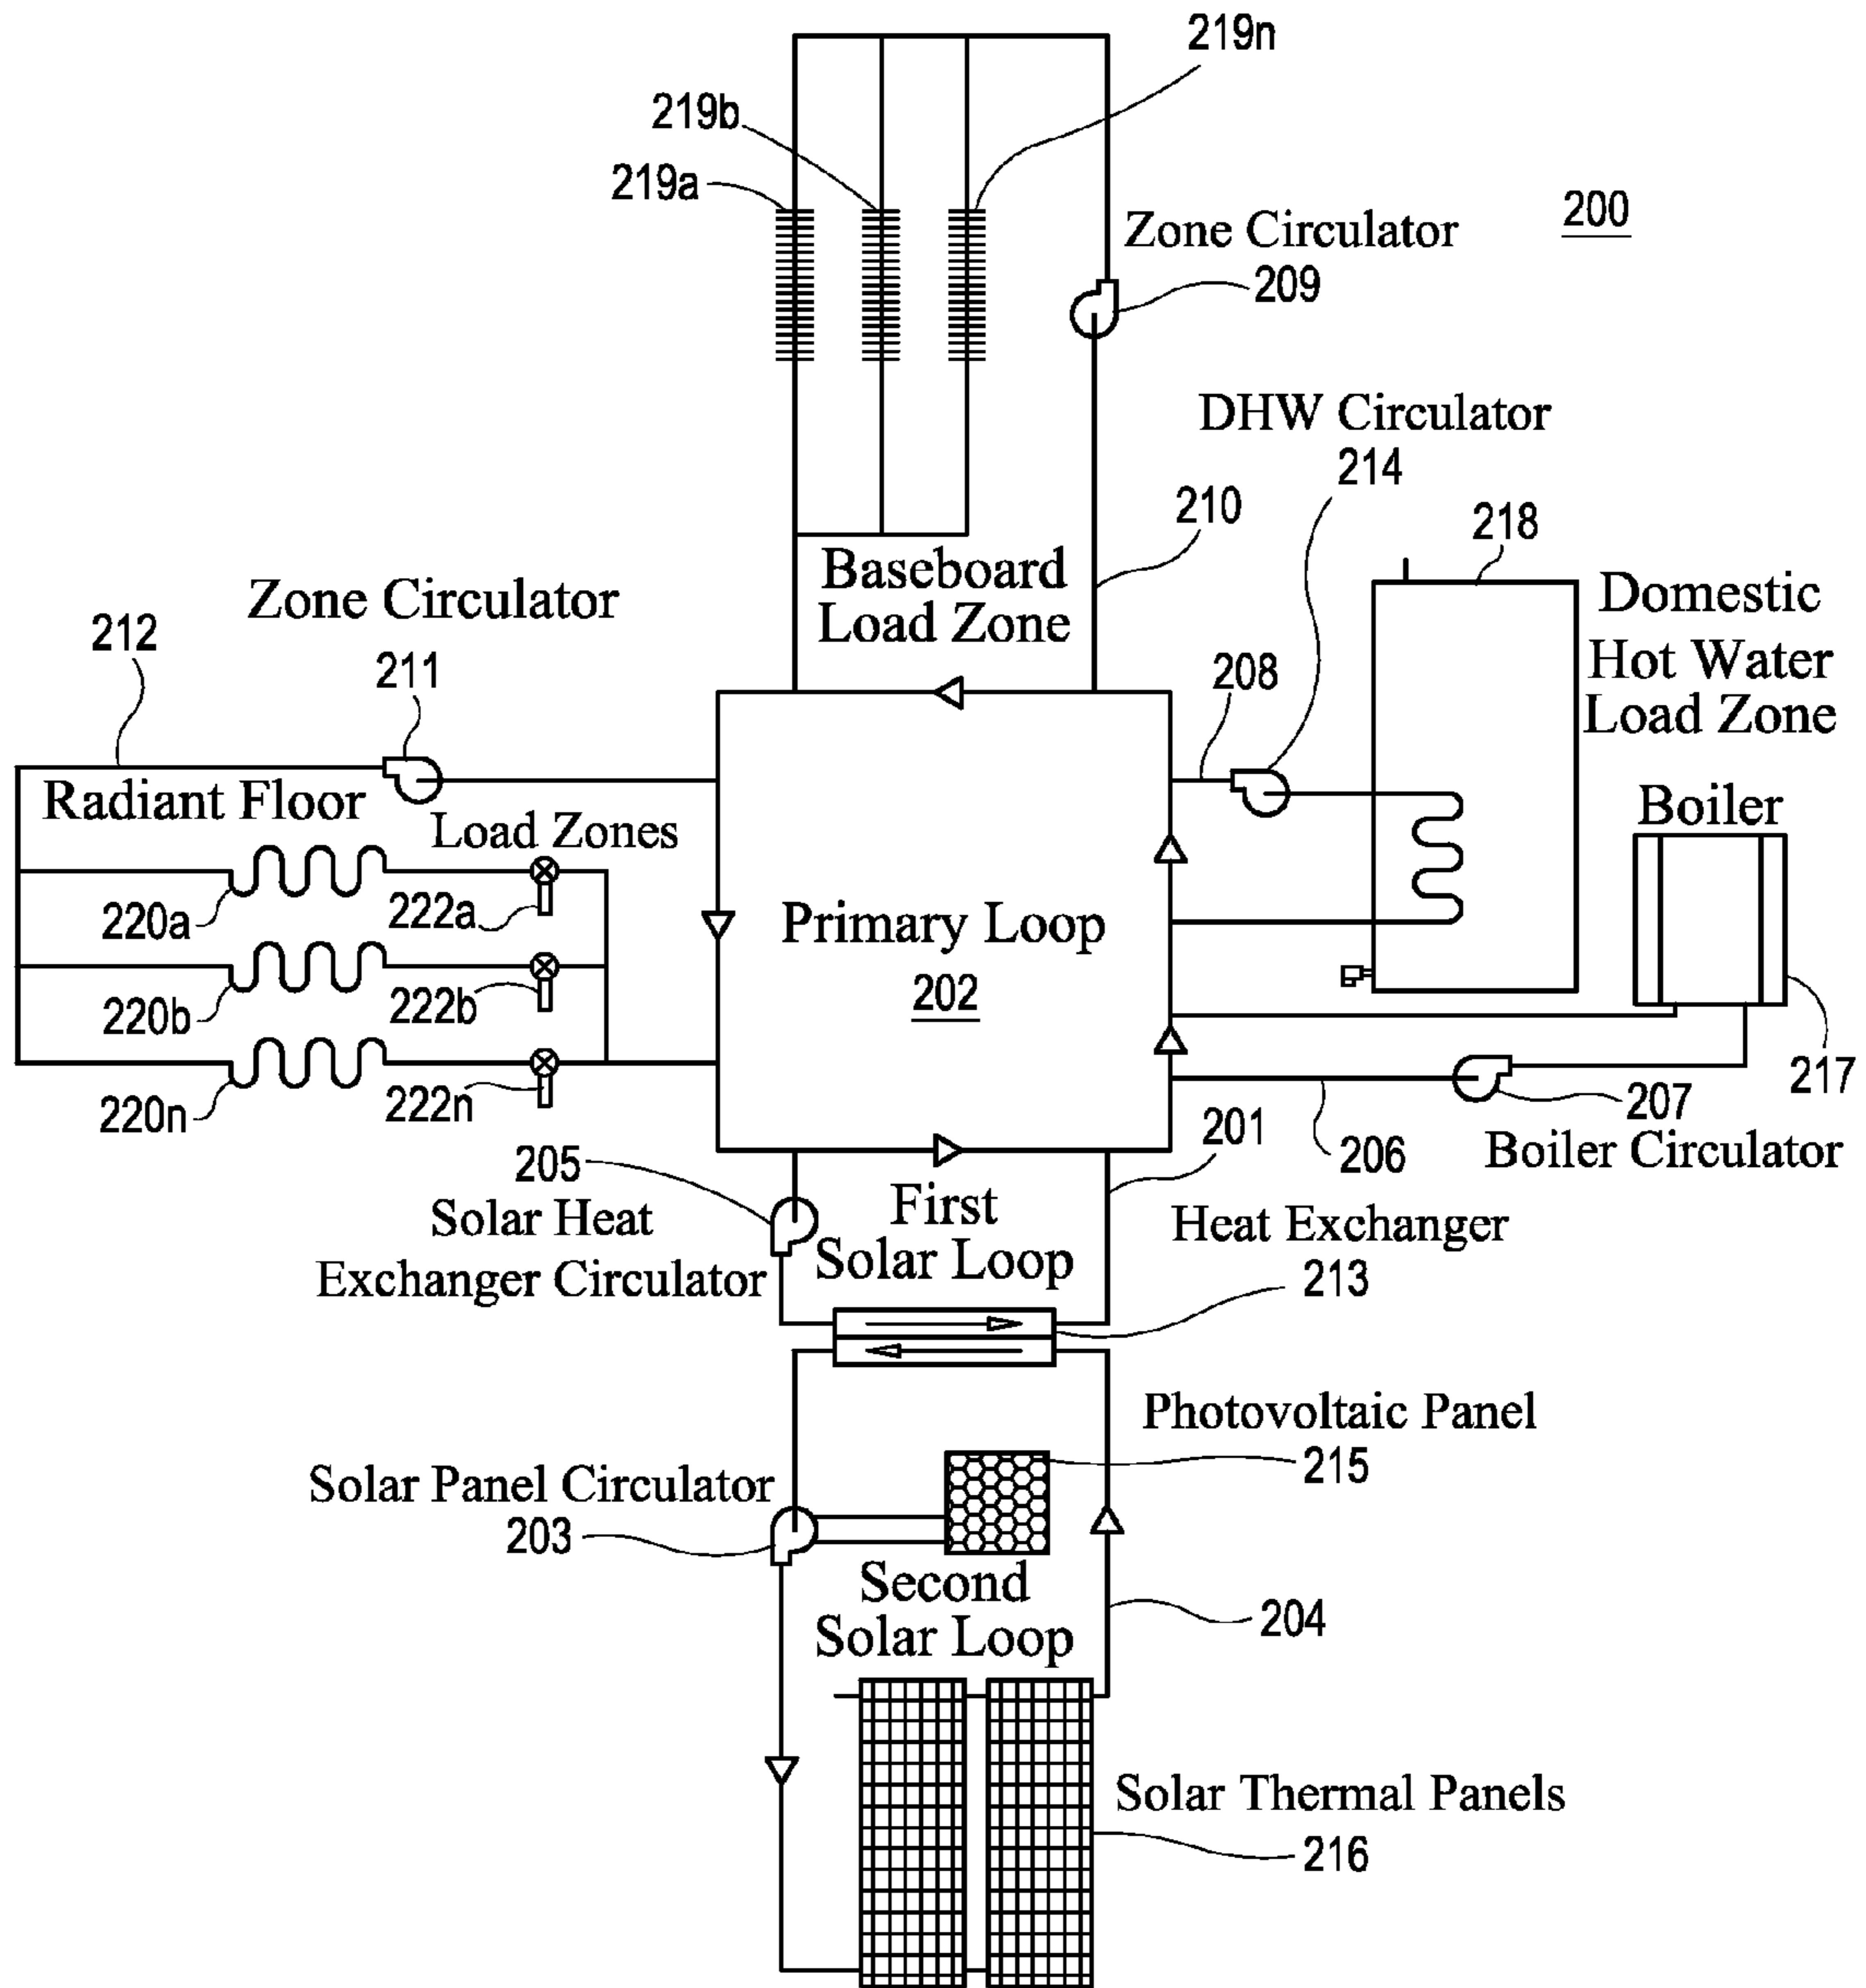 219n
219b
219a
200
Zone Circulator
209
DHW Circulator
214
210
218
Baseboard
Load Zone
Domestic
Hot Water
Load Zone
Zone Circulator
212
211
208
Radiant Floor
Load Zones
Boiler
220a
222a
Primary Loop
202
220b
222b
220n
222n
217
207
Boiler Circulator
206
201
205
Solar Heat
Exchanger Circulator
First
Solar Loop
Heat Exchanger
213
Photovoltaic Panel
215
Solar Panel Circulator
203
Second
Solar Loop
204
Solar Thermal Panels
216